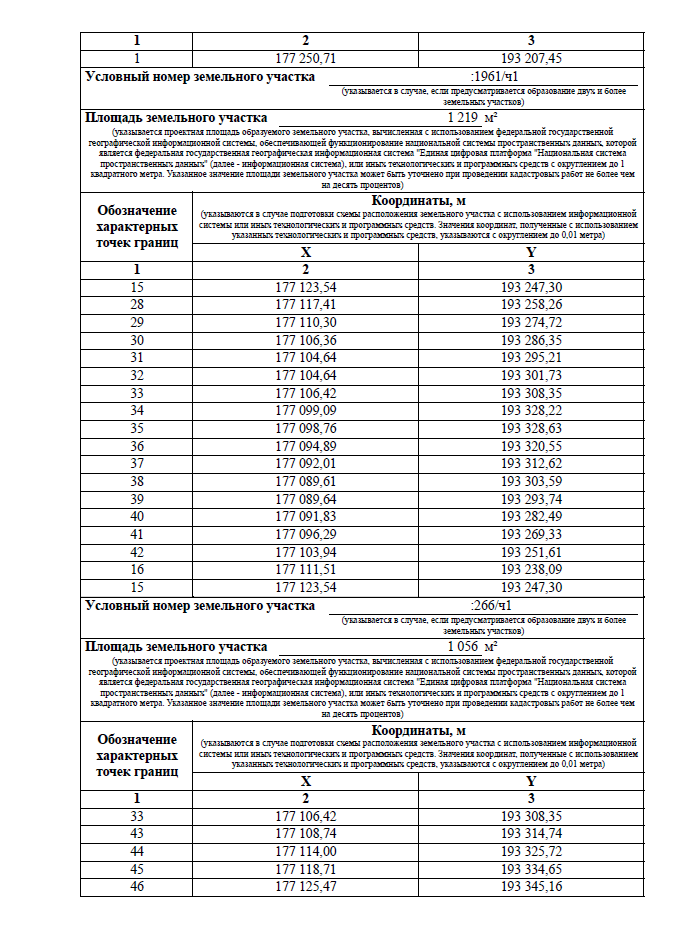 1 2 3
1 177 250,71 193 207,45
Условный номер земельного участка :1961/ч1
(указывается в случае, если предусматривается образование двух и более
земельных участков)
Площадь земельного участка 1 219 м²
(указывается проектная площадь образуемого земельного участка, вычисленная с использованием федеральной государственной
географической информационной системы, обеспечивающей функционирование национальной системы пространственных данных, которой
является федеральная государственная географическая информационная система "Единая цифровая платформа "Национальная система
пространственных данных" (далее - информационная система), или иных технологических и программных средств с округлением до 1
квадратного метра. Указанное значение площади земельного участка может быть уточнено при проведении кадастровых работ не более чем
на десять процентов)
Обозначение
характерных
точек границ
Координаты, м
(указываются в случае подготовки схемы расположения земельного участка с использованием информационной
системы или иных технологических и программных средств. Значения координат, полученные с использованием
указанных технологических и программных средств, указываются с округлением до 0,01 метра)
X Y
1 2 3
15 177 123,54 193 247,30
28 177 117,41 193 258,26
29 177 110,30 193 274,72
30 177 106,36 193 286,35
31 177 104,64 193 295,21
32 177 104,64 193 301,73
33 177 106,42 193 308,35
34 177 099,09 193 328,22
35 177 098,76 193 328,63
36 177 094,89 193 320,55
37 177 092,01 193 312,62
38 177 089,61 193 303,59
39 177 089,64 193 293,74
40 177 091,83 193 282,49
41 177 096,29 193 269,33
42 177 103,94 193 251,61
16 177 111,51 193 238,09
15 177 123,54 193 247,30
Условный номер земельного участка :266/ч1
(указывается в случае, если предусматривается образование двух и более
земельных участков)
Площадь земельного участка 1 056 м²
(указывается проектная площадь образуемого земельного участка, вычисленная с использованием федеральной государственной
географической информационной системы, обеспечивающей функционирование национальной системы пространственных данных, которой
является федеральная государственная географическая информационная система "Единая цифровая платформа "Национальная система
пространственных данных" (далее - информационная система), или иных технологических и программных средств с округлением до 1
квадратного метра. Указанное значение площади земельного участка может быть уточнено при проведении кадастровых работ не более чем
на десять процентов)
Обозначение
характерных
точек границ
Координаты, м
(указываются в случае подготовки схемы расположения земельного участка с использованием информационной
системы или иных технологических и программных средств. Значения координат, полученные с использованием
указанных технологических и программных средств, указываются с округлением до 0,01 метра)
X Y
1 2 3
33 177 106,42 193 308,35
43 177 108,74 193 314,74
44 177 114,00 193 325,72
45 177 118,71 193 334,65
46 177 125,47 193 345,16